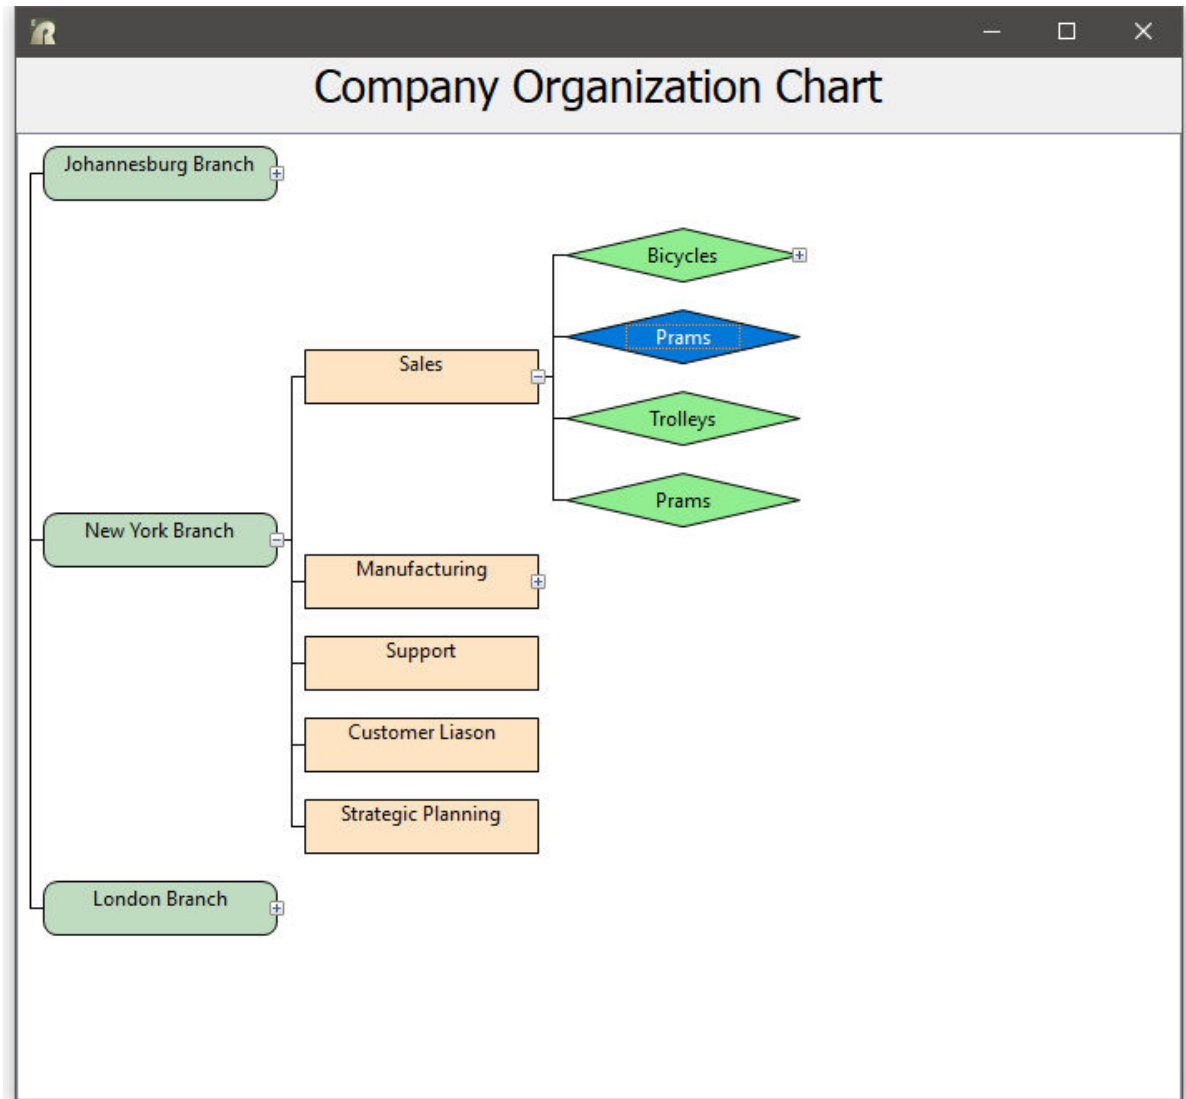 Company Organization Chart
Johannesburg Branch
Bicycles
Prams
Sales
Trolleys
Prams
New York Branch
Manufacturing
Support
Customer Liason
Strategic Planning
London Branch